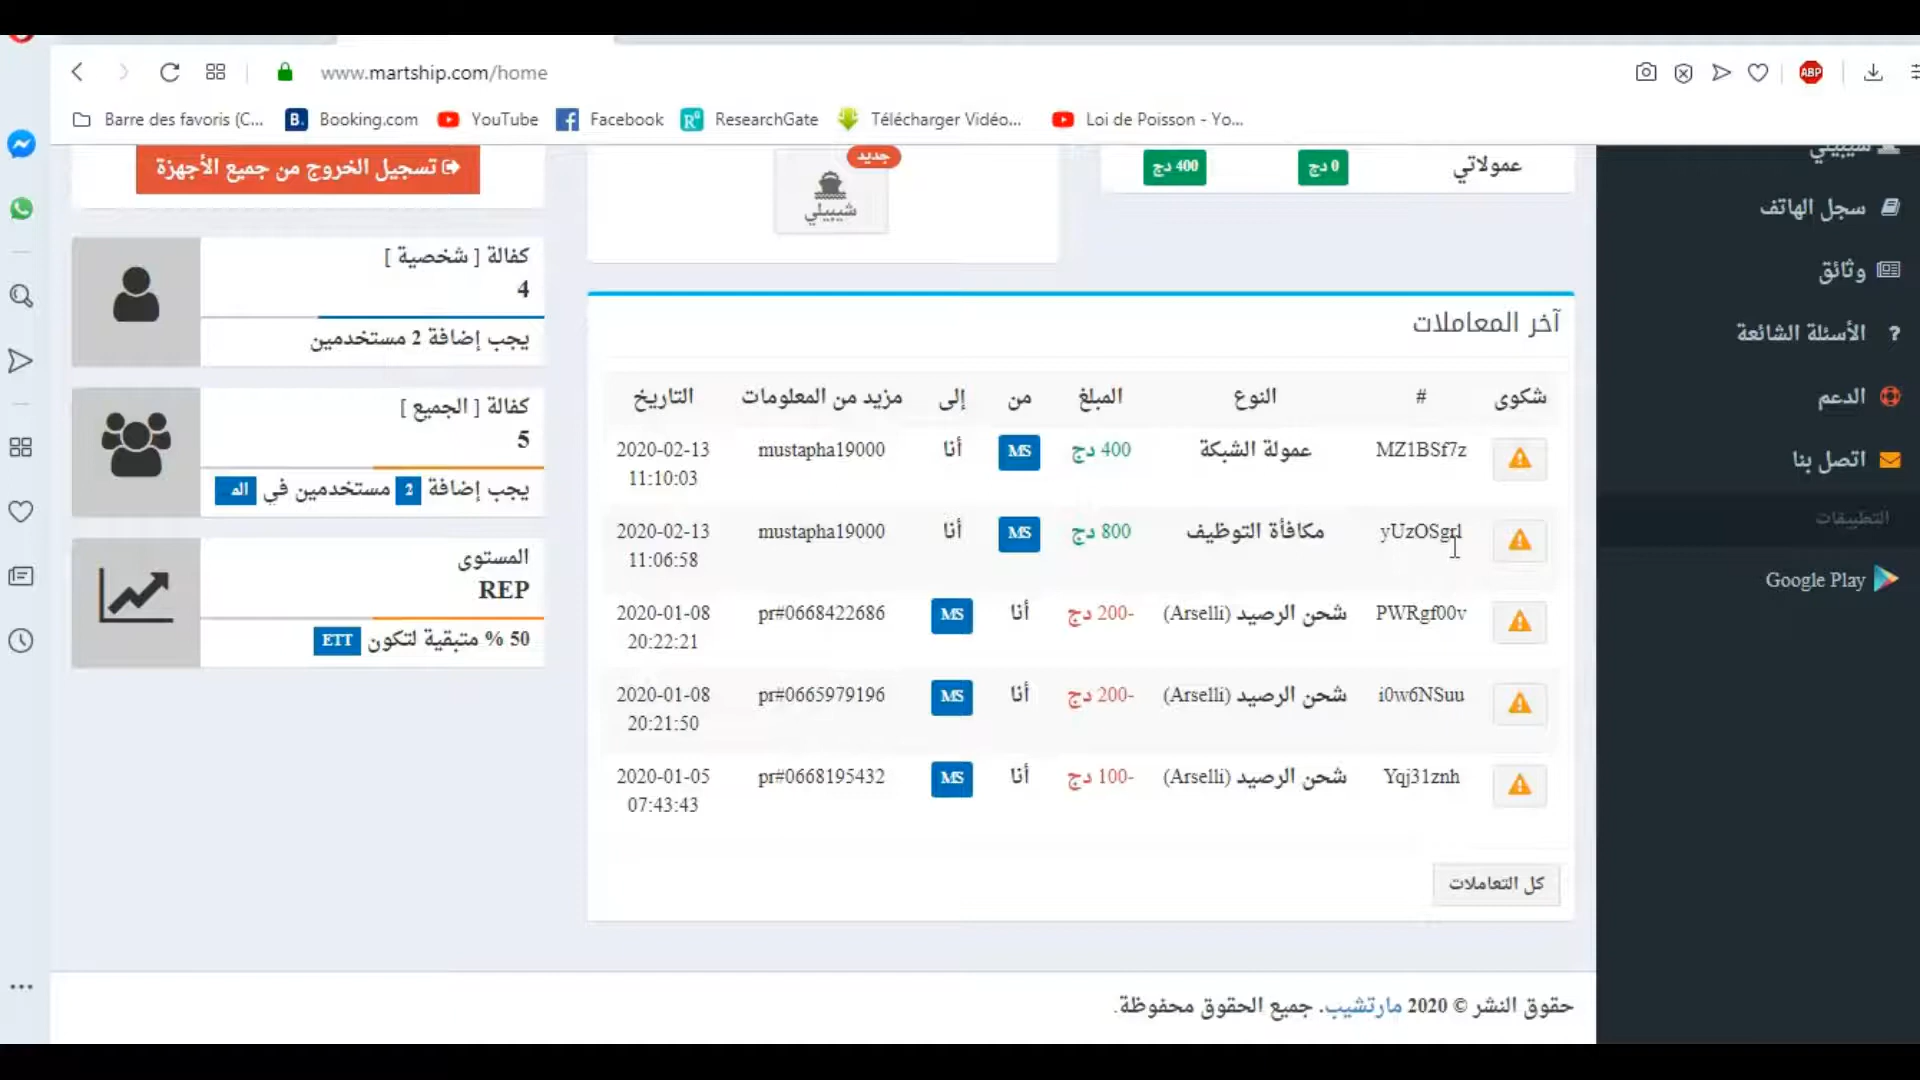 www.martship.com/home
Barre des favoris (C...
Booking.com
YouTube
Facebook
ResearchGate
Télécharger Vidéo...
Loi de Poisson - Yo...
ABP
شيبيلي
سجل الهاتف
وثائق
الأسئلة الشائعة
الدعم
اتصل بنا
التطبيقات
Google Play
عمولاتي 0 دج 400 دج
جديد
شيبيلي
تسجيل الخروج من جميع الأجهزة
كفالة [ شخصية ]
4
يجب إضافة 2 مستخدمين
كفالة [ الجميع ]
5
يجب إضافة 2 مستخدمين في
المستوى
REP
50 % متبقية لتكون ETT
آخر المعاملات
شكوى # النوع المبلغ من إلى مزيد من المعلومات التاريخ
MZ1BSf7z عمولة الشبكة 400 دج MS أنا mustapha19000 2020-02-13
11:10:03
yUzOSgrl مكافأة التوظيف 800 دج MS أنا mustapha19000 2020-02-13
11:06:58
PWRgf00v شحن الرصيد (Arselli) -200 دج أنا MS pr#0668422686 2020-01-08
20:22:21
i0w6NSuu شحن الرصيد (Arselli) -200 دج أنا MS pr#0665979196 2020-01-08
20:21:50
Yqj31znh شحن الرصيد (Arselli) -100 دج أنا MS pr#0668195432 2020-01-05
07:43:43
كل التعاملات
حقوق النشر © 2020 مارتشيب. جميع الحقوق محفوظة.